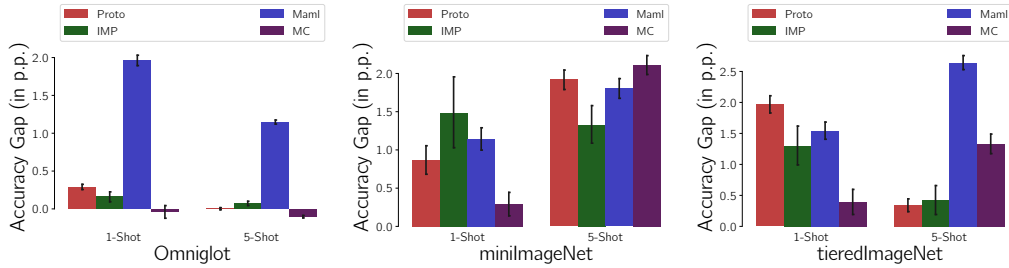 Proto Maml
IMP MC
Accuracy Gap (in p.p.)
2.0
1.5
1.0
0.5
0.0
1-Shot 5-Shot
Omniglot
Proto Maml
IMP MC
Accuracy Gap (in p.p.)
2.0
1.5
1.0
0.5
0.0
1-Shot 5-Shot
miniImageNet
Proto Maml
IMP MC
Accuracy Gap (in p.p.)
2.5
2.0
1.5
1.0
0.5
0.0
1-Shot 5-Shot
tieredImageNet